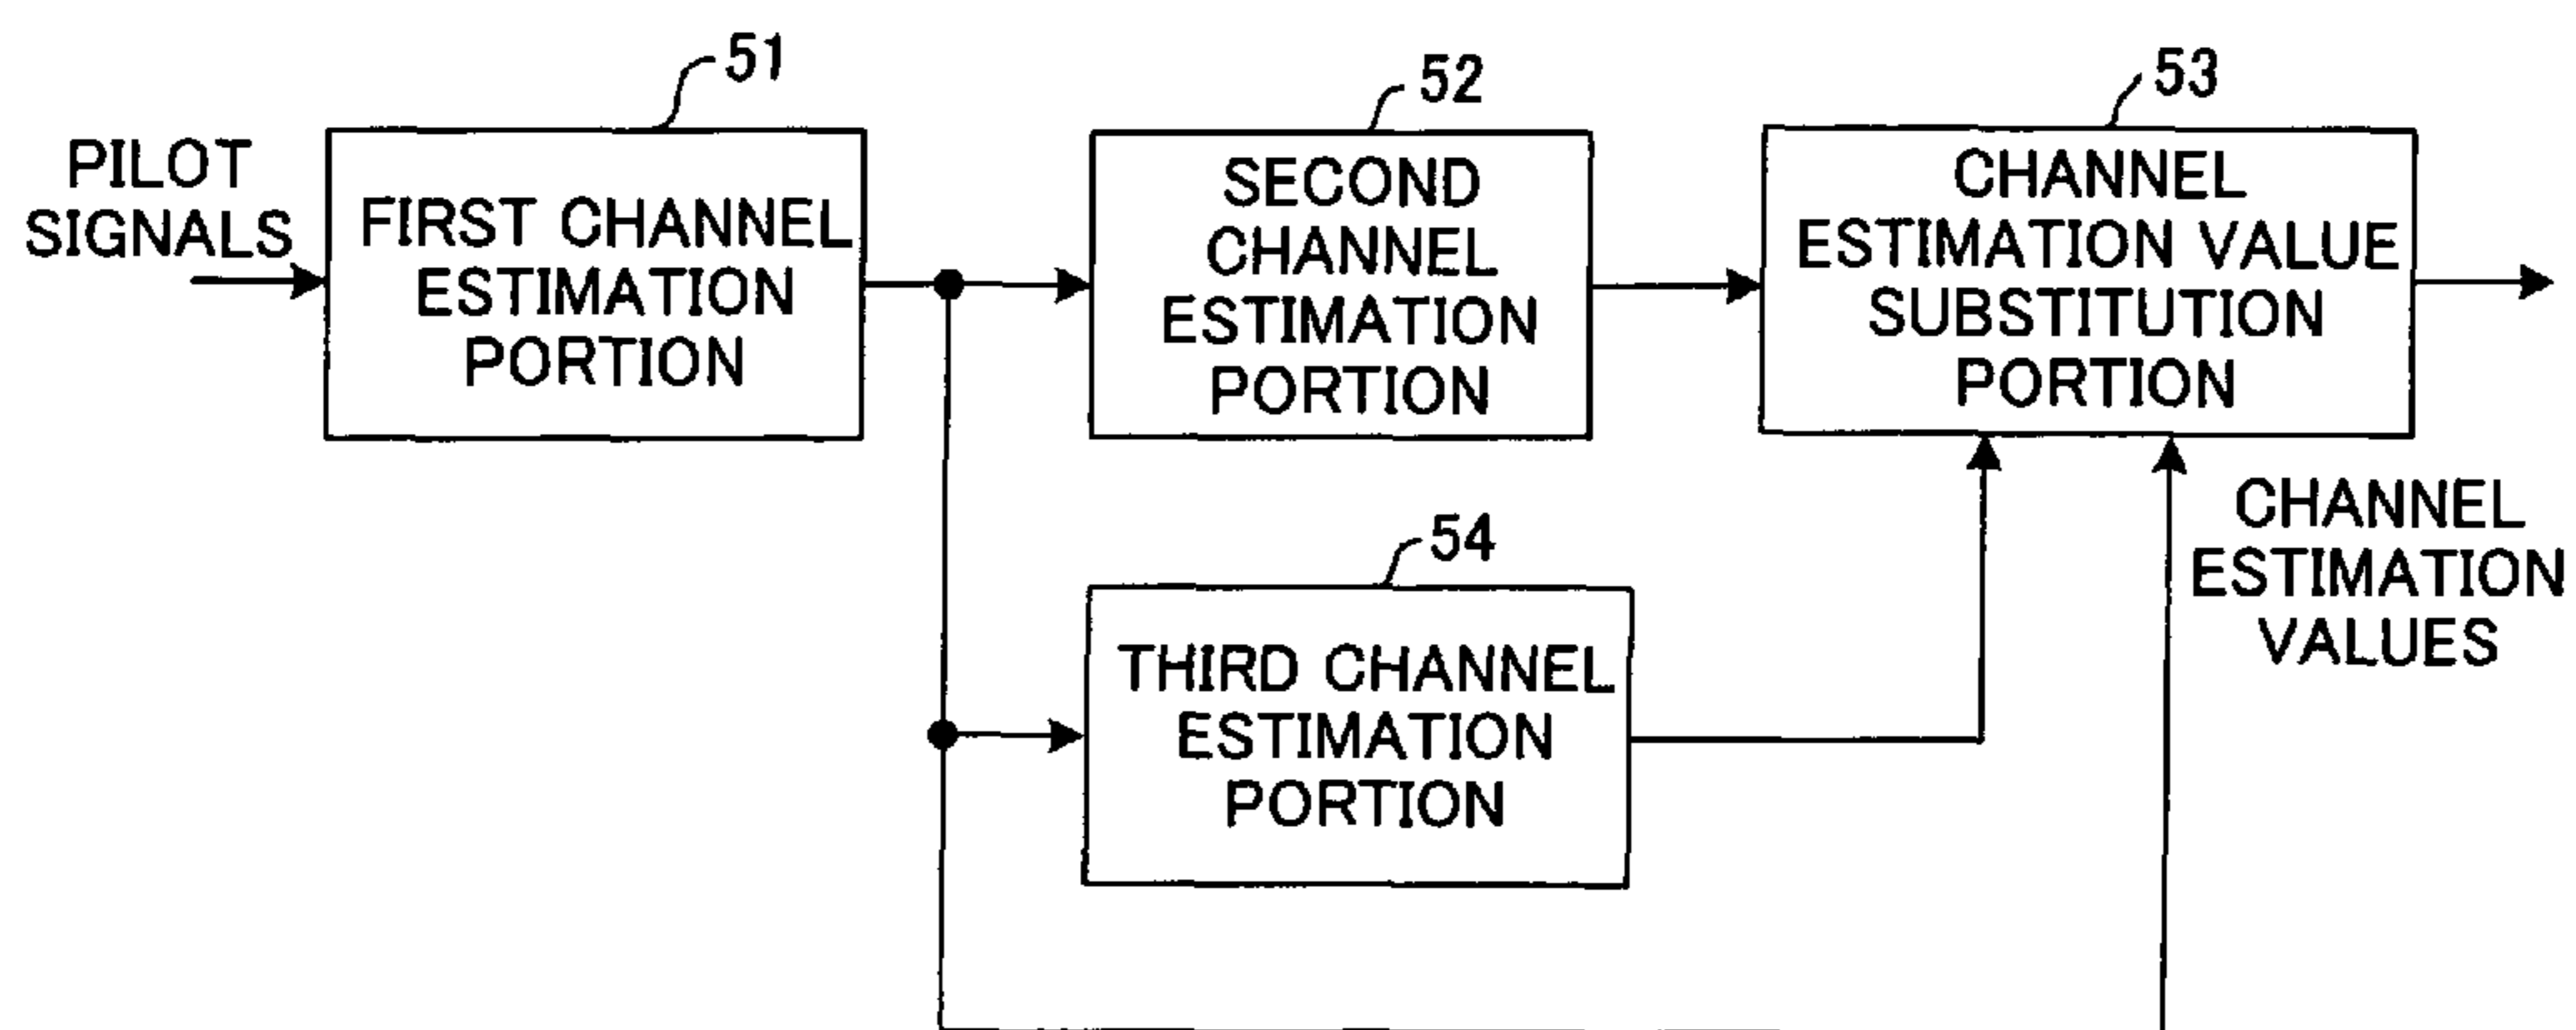 PILOT
SIGNALS
51
FIRST CHANNEL
ESTIMATION
PORTION
52
SECOND
CHANNEL
ESTIMATION
PORTION
53
CHANNEL
ESTIMATION VALUE
SUBSTITUTION
PORTION
54
THIRD CHANNEL
ESTIMATION
PORTION
CHANNEL
ESTIMATION
VALUES